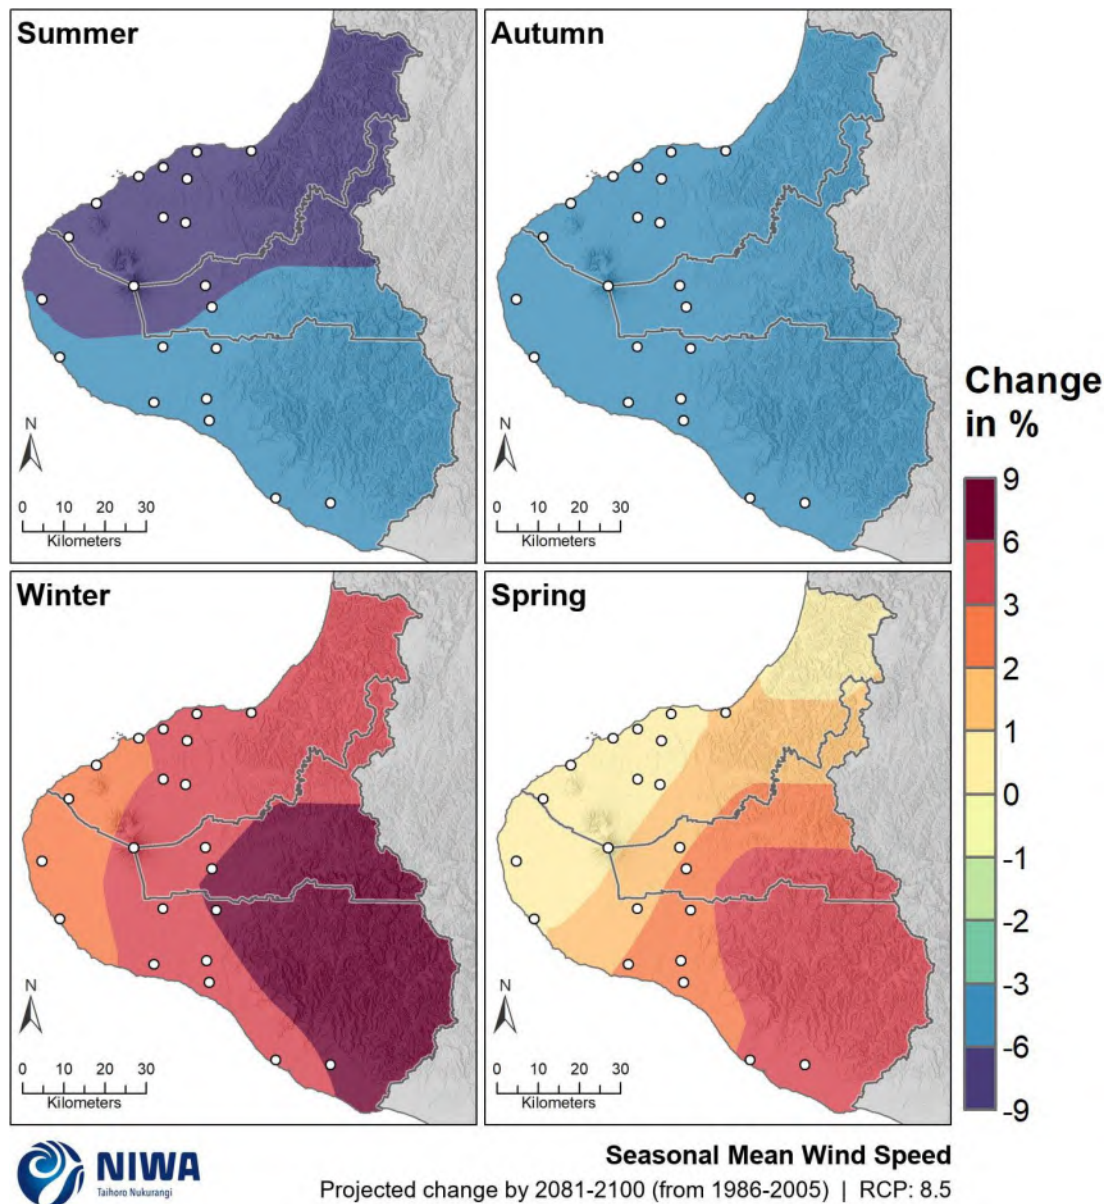 Summer
N
0 10 20 30
Kilometers
Autumn
N
0 10 20 30
Kilometers
Winter
N
0 10 20 30
Kilometers
Spring
N
0 10 20 30
Kilometers
Change
in %
9
6
3
2
1
0
-1
-2
-3
-6
-9
NIWA
Taihoro Nukurangi
Seasonal Mean Wind Speed
Projected change by 2081-2100 (from 1986-2005) | RCP: 8.5